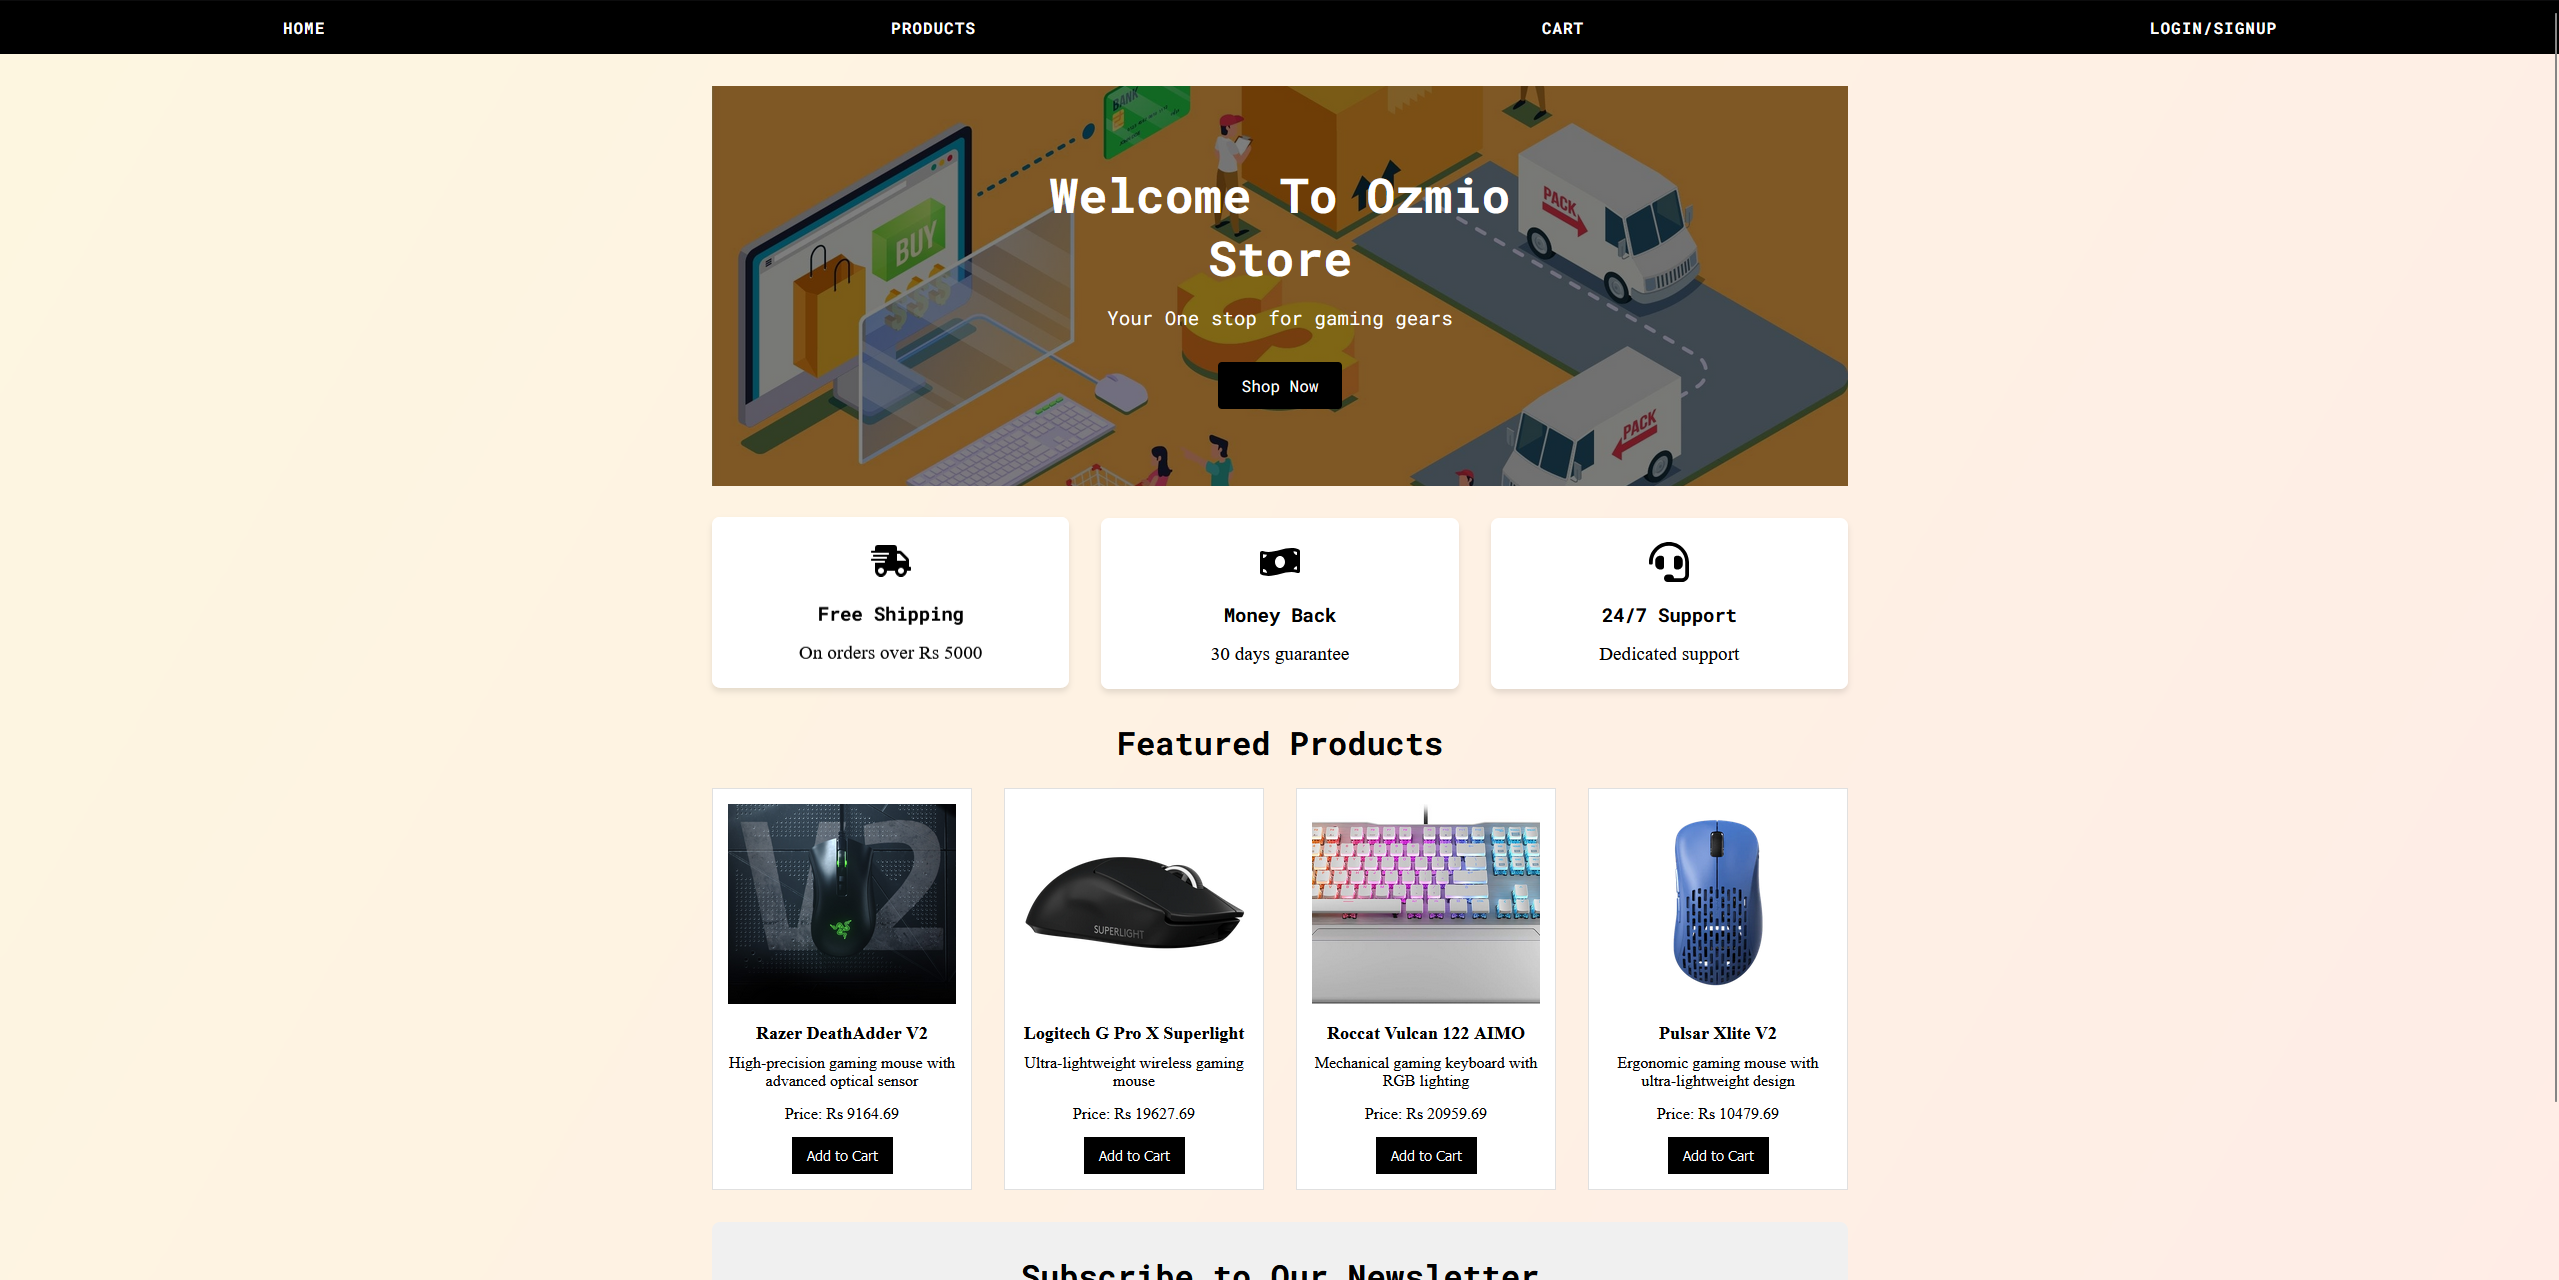 HOME
PRODUCTS
CART
LOGIN/SIGNUP
BANK
BUY
PACK
PACK
Welcome To Ozmio
Store
Your One stop for gaming gears
Shop Now
Free Shipping
On orders over Rs 5000
Money Back
30 days guarantee
24/7 Support
Dedicated support
Featured Products
V2
SUPERLIGHT
Razer DeathAdder V2
High-precision gaming mouse with
advanced optical sensor
Price: Rs 9164.69
Add to Cart
Logitech G Pro X Superlight
Ultra-lightweight wireless gaming
mouse
Price: Rs 19627.69
Add to Cart
Roccat Vulcan 122 AIMO
Mechanical gaming keyboard with
RGB lighting
Price: Rs 20959.69
Add to Cart
Pulsar Xlite V2
Ergonomic gaming mouse with
ultra-lightweight design
Price: Rs 10479.69
Add to Cart
Subscribe to Our Newsletter